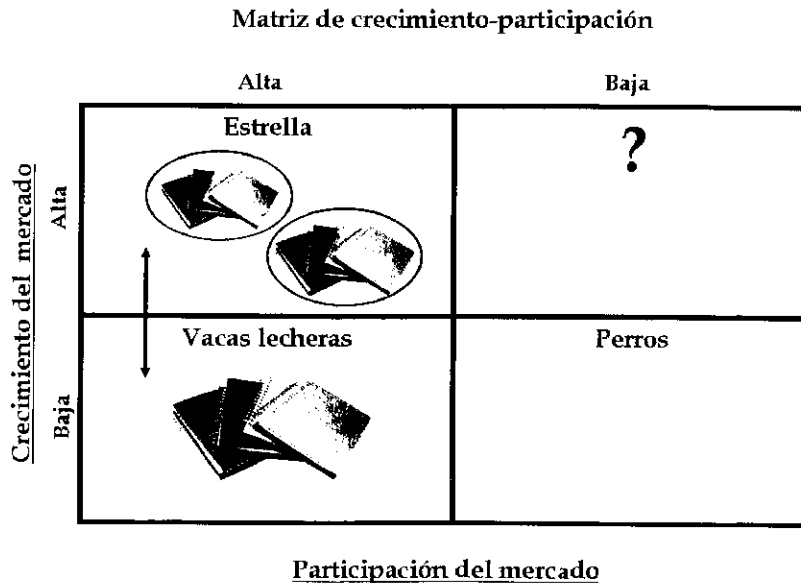 Matriz de crecimiento-participación
Alta
Baja
Estrella
?
Crecimiento del mercado
Alta
Vacas lecheras
Perros
Baja
Participación del mercado